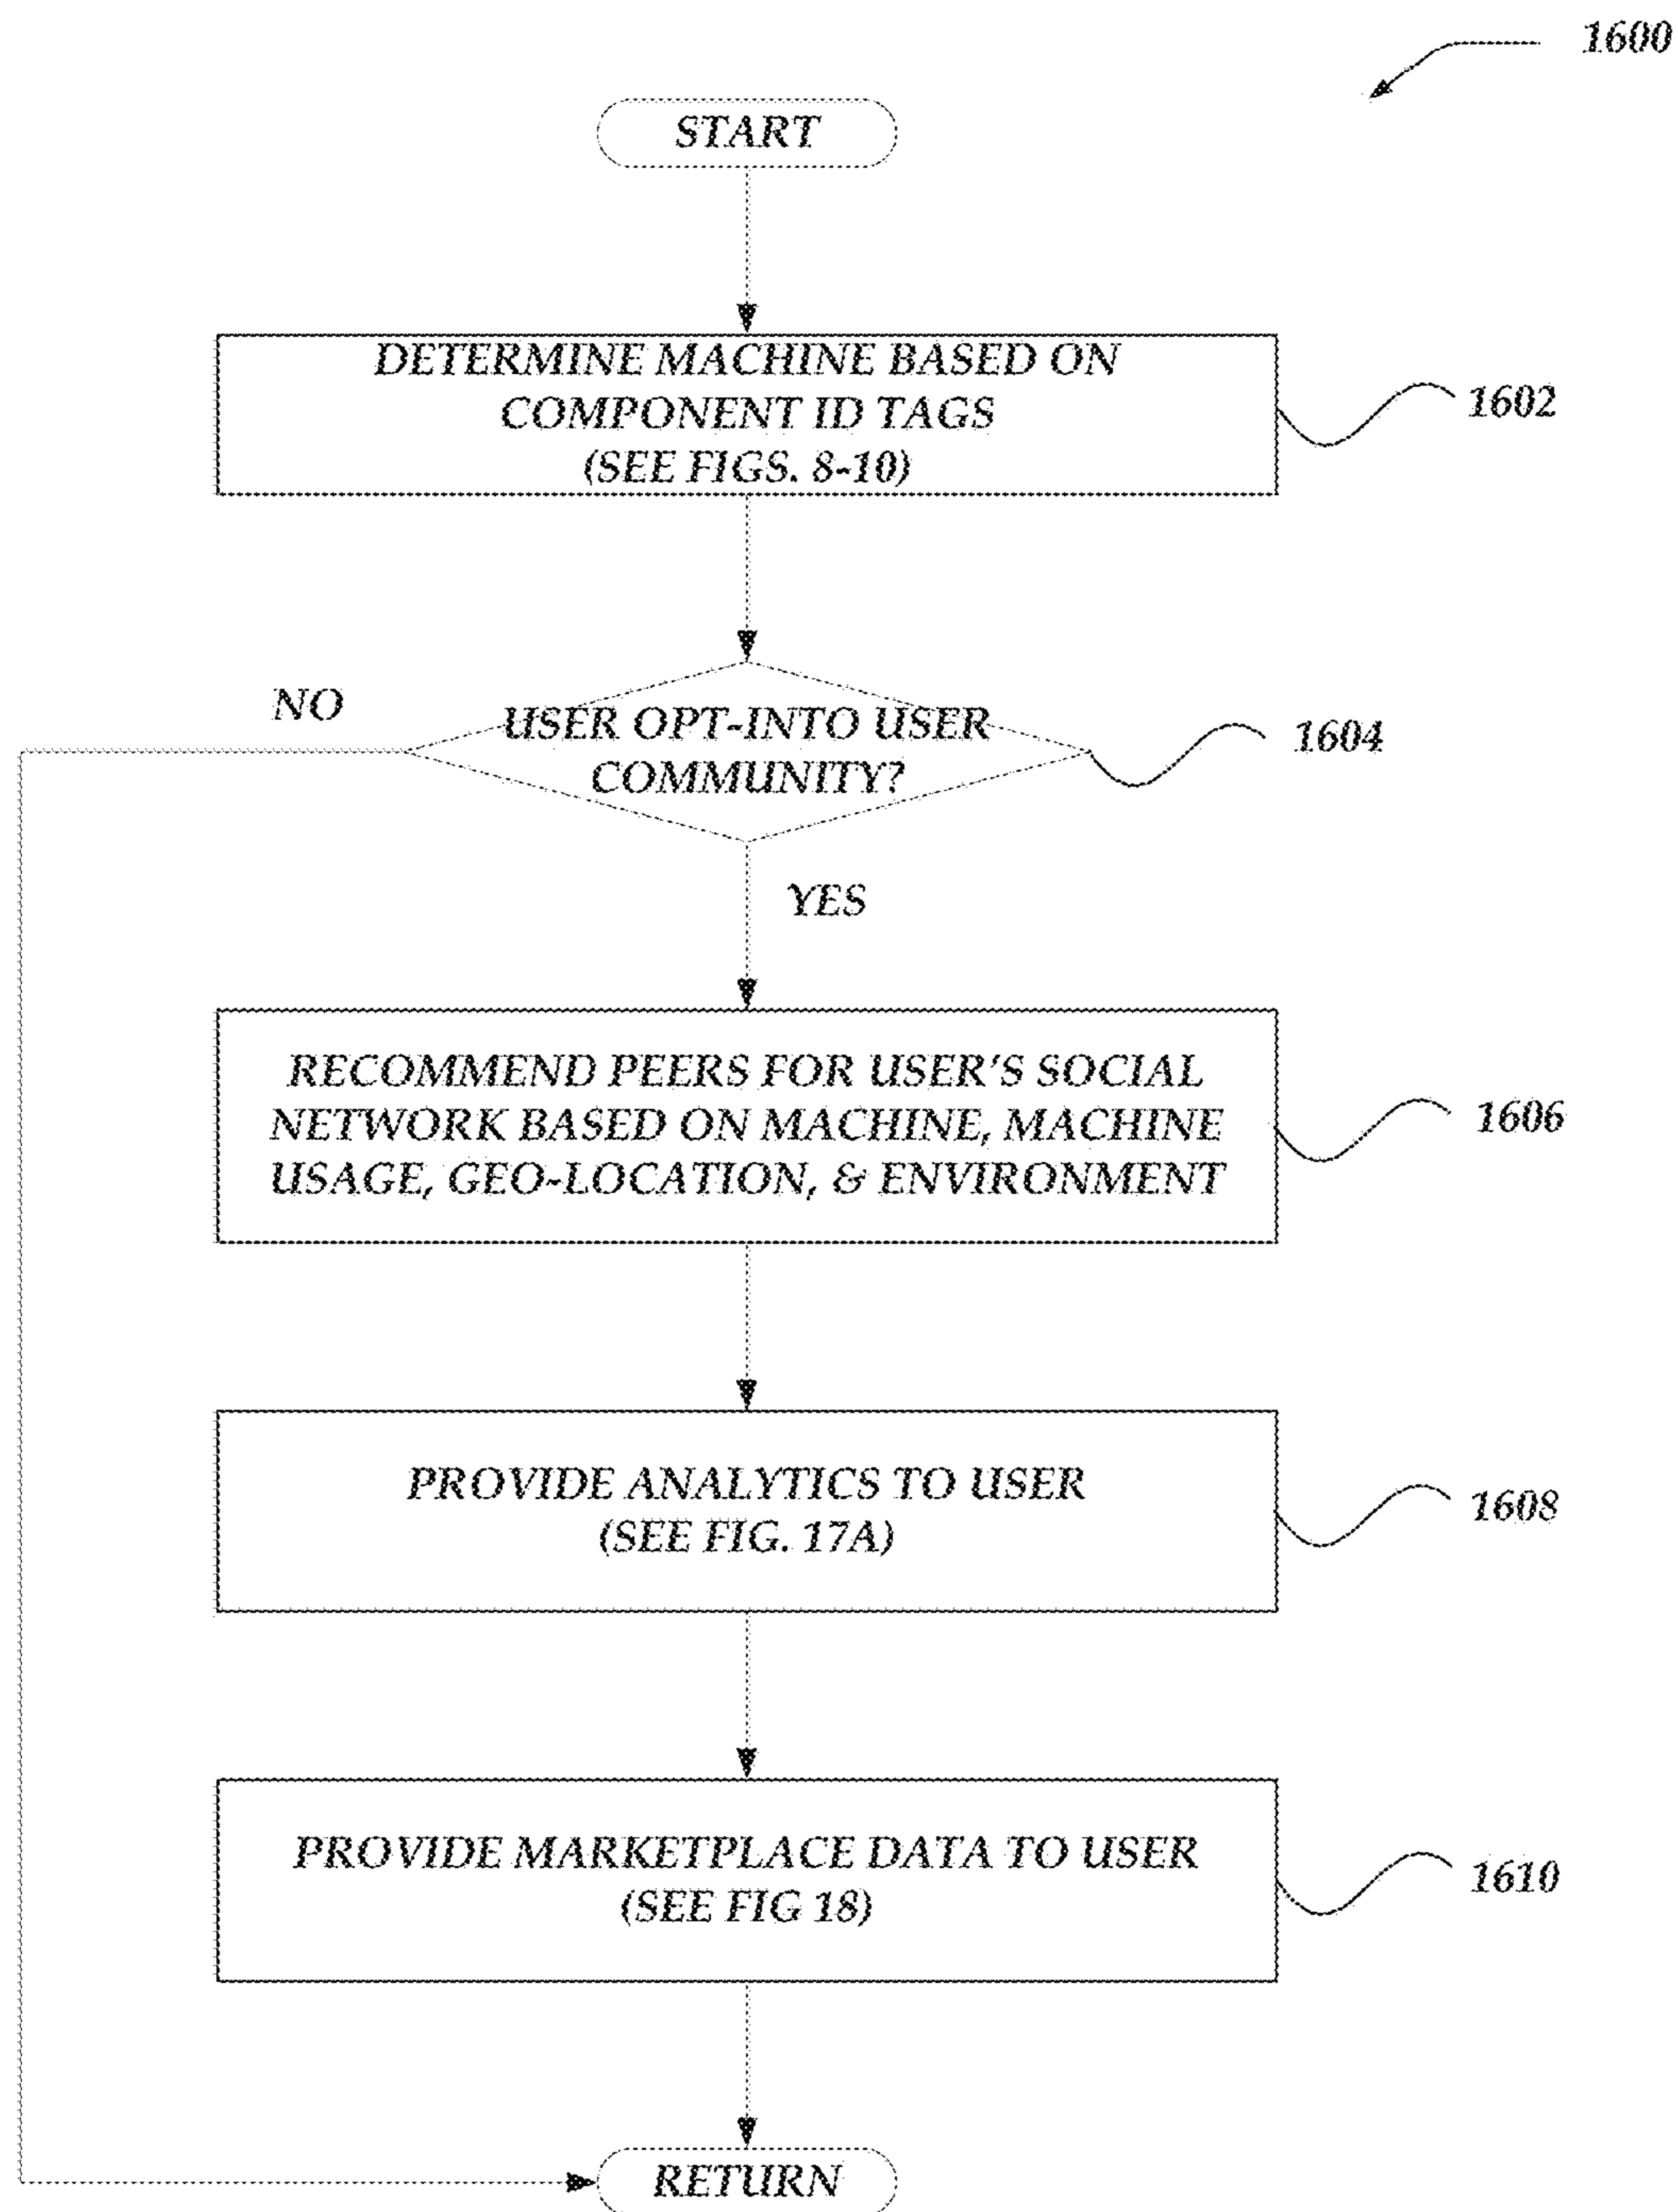 1600
START
DETERMINE MACHINE BASED ON
COMPONENT ID TAGS
(SEE FIGS. 8-10)
1602
NO
USER OPT-INTO USER
COMMUNITY?
1604
YES
RECOMMEND PEERS FOR USER'S SOCIAL
NETWORK BASED ON MACHINE, MACHINE
USAGE, GEO-LOCATION, & ENVIRONMENT
1606
PROVIDE ANALYTICS TO USER
(SEE FIG. 17A)
1608
PROVIDE MARKETPLACE DATA TO USER
(SEE FIG 18)
1610
RETURN